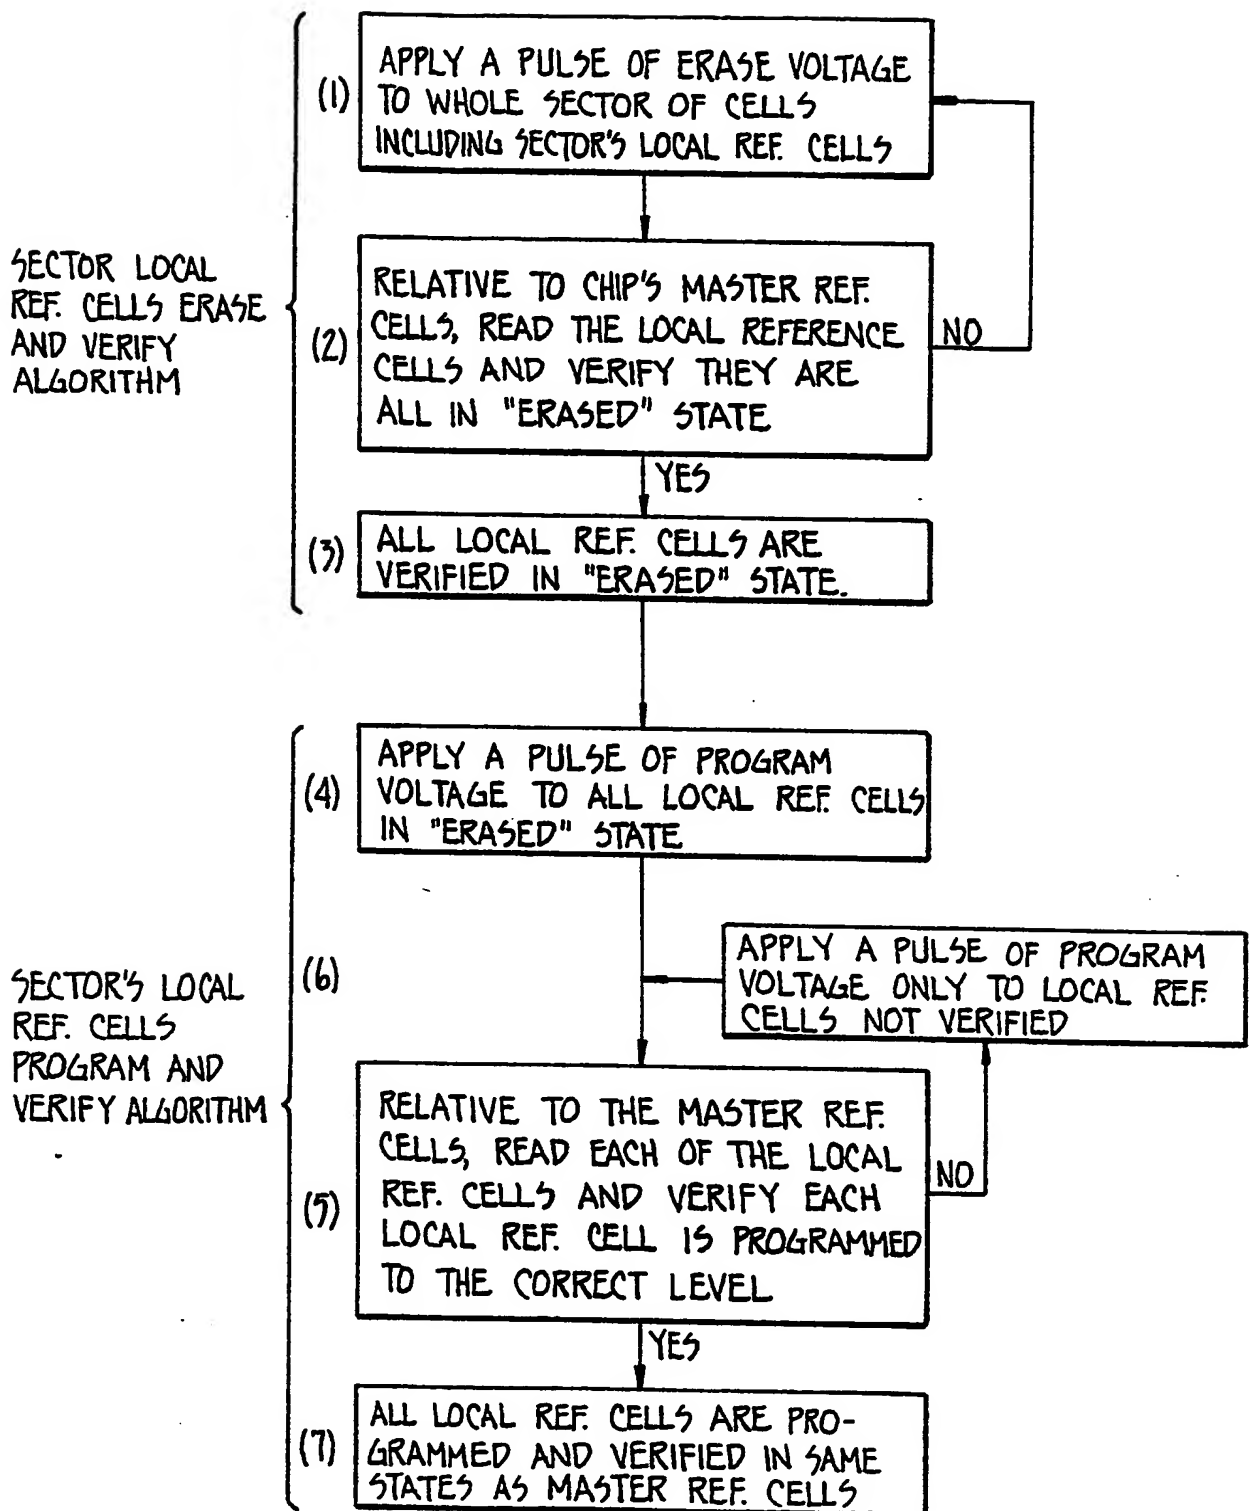 (1)
APPLY A PULSE OF ERASE VOLTAGE
TO WHOLE SECTOR OF CELLS
INCLUDING SECTOR'S LOCAL REF. CELLS
SECTOR LOCAL
REF. CELLS ERASE
AND VERIFY
ALGORITHM
(2)
RELATIVE TO CHIP'S MASTER REF.
CELLS, READ THE LOCAL REFERENCE
CELLS AND VERIFY THEY ARE
ALL IN "ERASED" STATE
NO
YES
(3)
ALL LOCAL REF. CELLS ARE
VERIFIED IN "ERASED" STATE.
(4)
APPLY A PULSE OF PROGRAM
VOLTAGE TO ALL LOCAL REF. CELLS
IN "ERASED" STATE
(6)
APPLY A PULSE OF PROGRAM
VOLTAGE ONLY TO LOCAL REF.
CELLS NOT VERIFIED
SECTOR'S LOCAL
REF. CELLS
PROGRAM AND
VERIFY ALGORITHM
(5)
RELATIVE TO THE MASTER REF.
CELLS, READ EACH OF THE LOCAL
REF. CELLS AND VERIFY EACH
LOCAL REF. CELL IS PROGRAMMED
TO THE CORRECT LEVEL
NO
YES
(7)
ALL LOCAL REF. CELLS ARE PRO-
GRAMMED AND VERIFIED IN SAME
STATES AS MASTER REF. CELLS